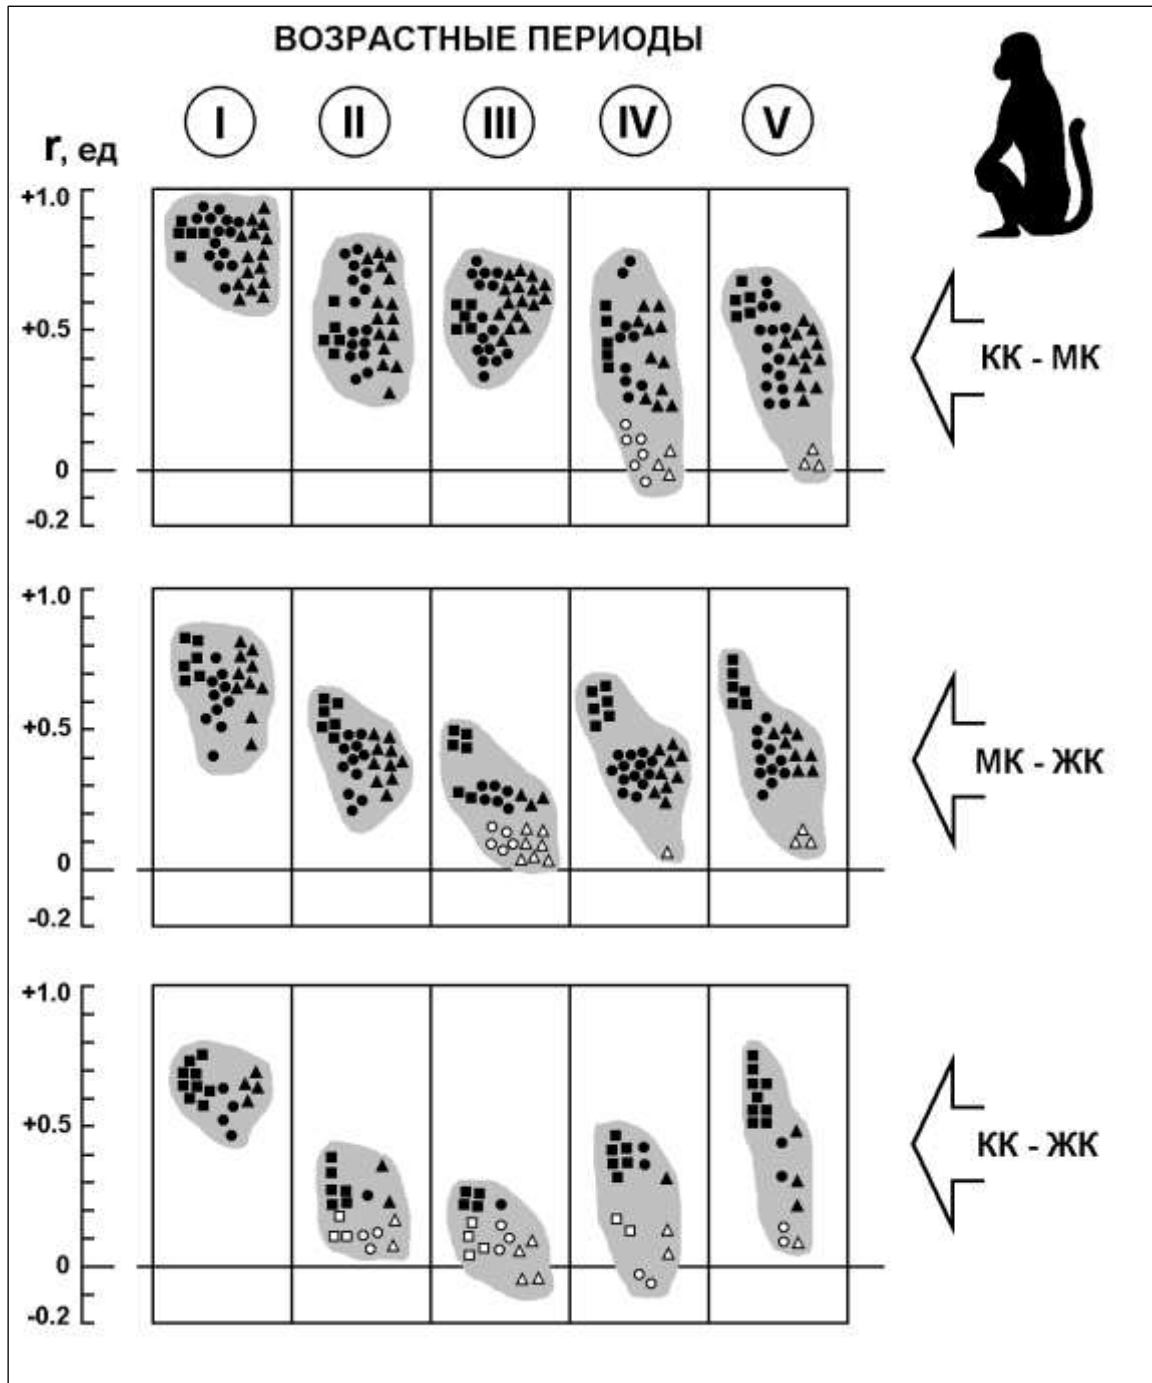 ВОЗРАСТНЫЕ ПЕРИОДЫ
I II III IV V
r, ед
+1.0
+0.5
0
-0.2
КК - МК
+1.0
+0.5
0
-0.2
МК - ЖК
+1.0
+0.5
0
-0.2
КК - ЖК